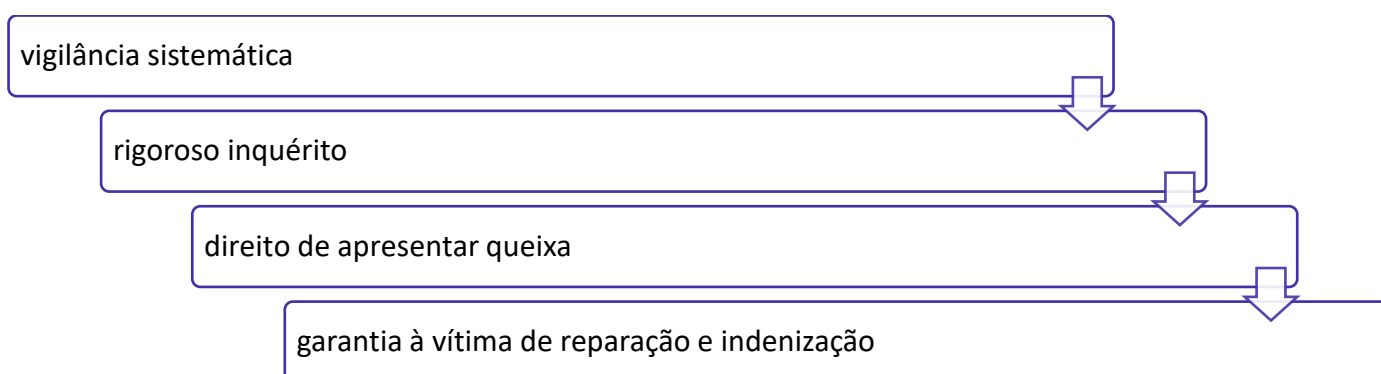 vigilância sistemática
rigoroso inquérito
direito de apresentar queixa
garantia à vítima de reparação e indenização